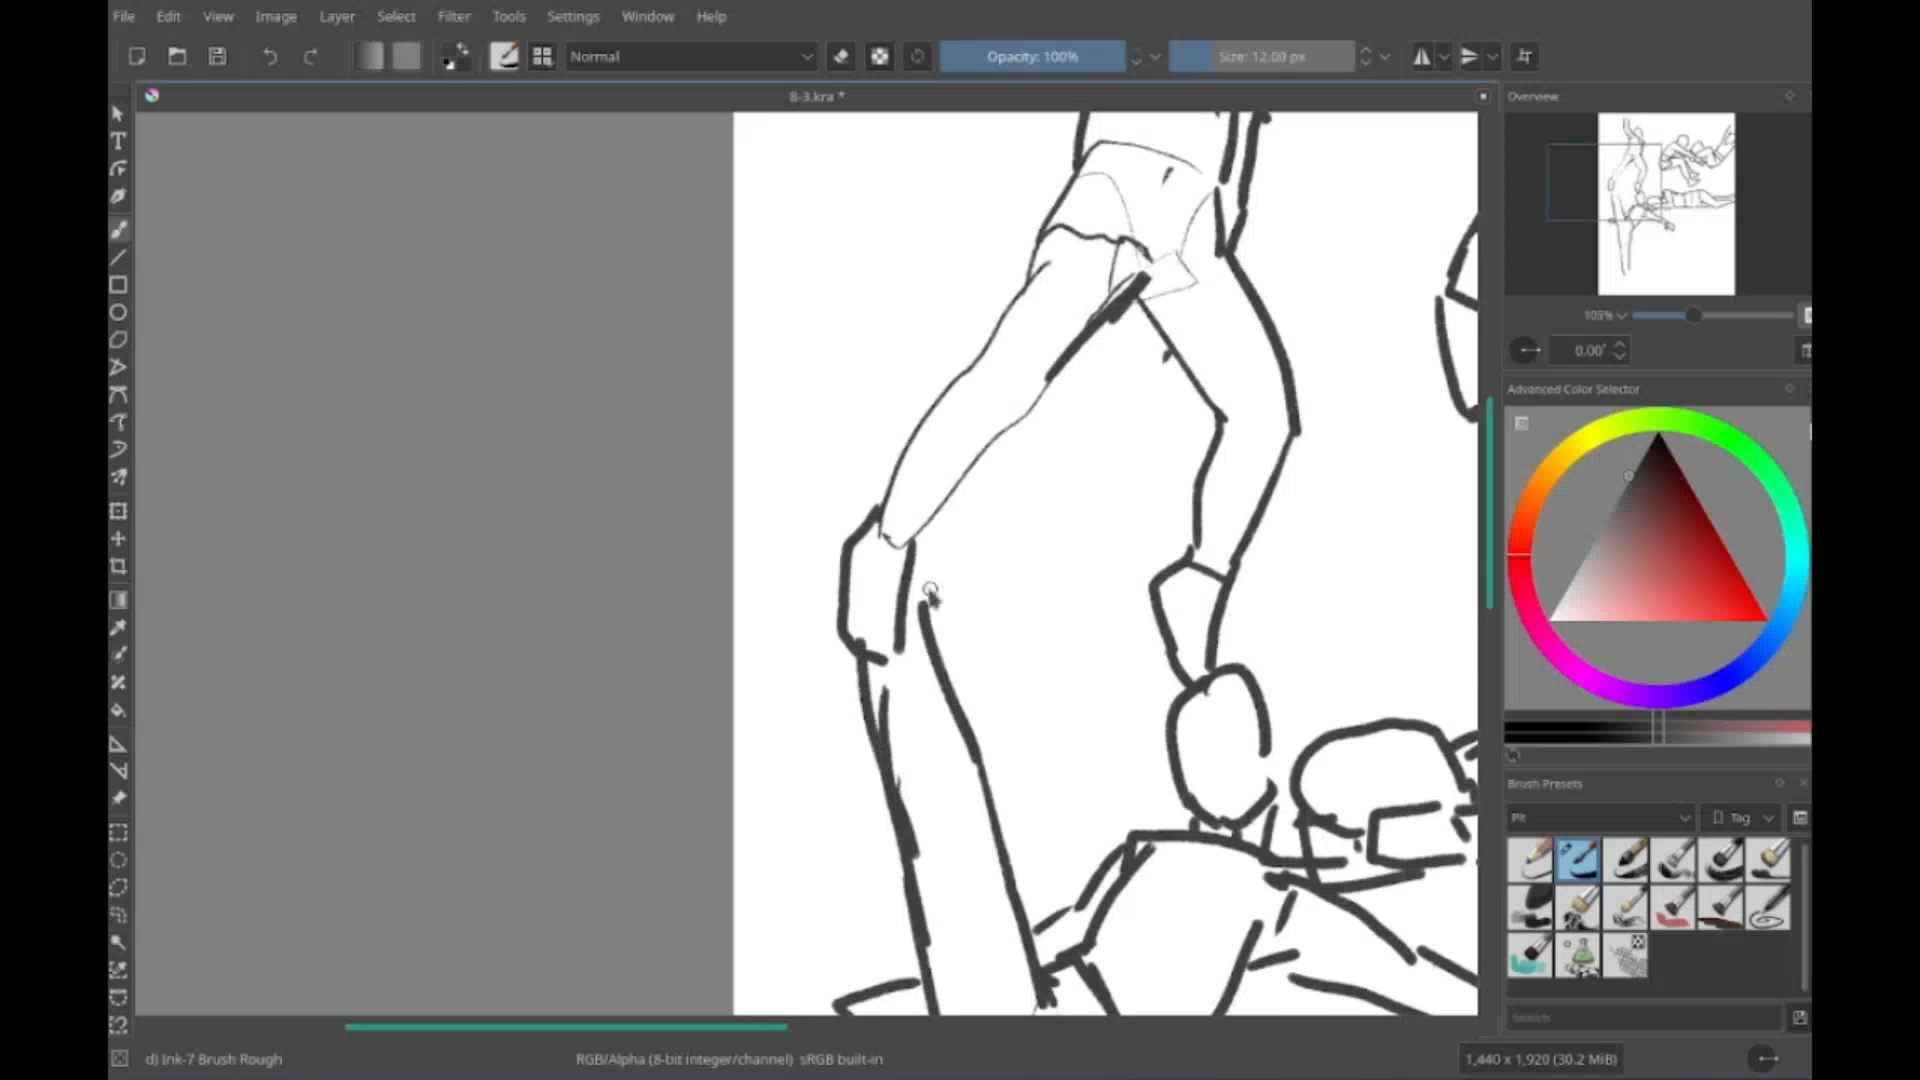 File Edit View Image Layer Select Filter Tools Settings Window Help
Normal Opacity: 100% Size: 12.00 px
8-3.kra *
Overview
105%
0.00°
Advanced Color Selector
Brush Presets
Tag
Search
d) Ink-7 Brush Rough
RGB/Alpha (8-bit integer/channel) sRGB built-in
1,440 x 1,920 (30.2 MiB)